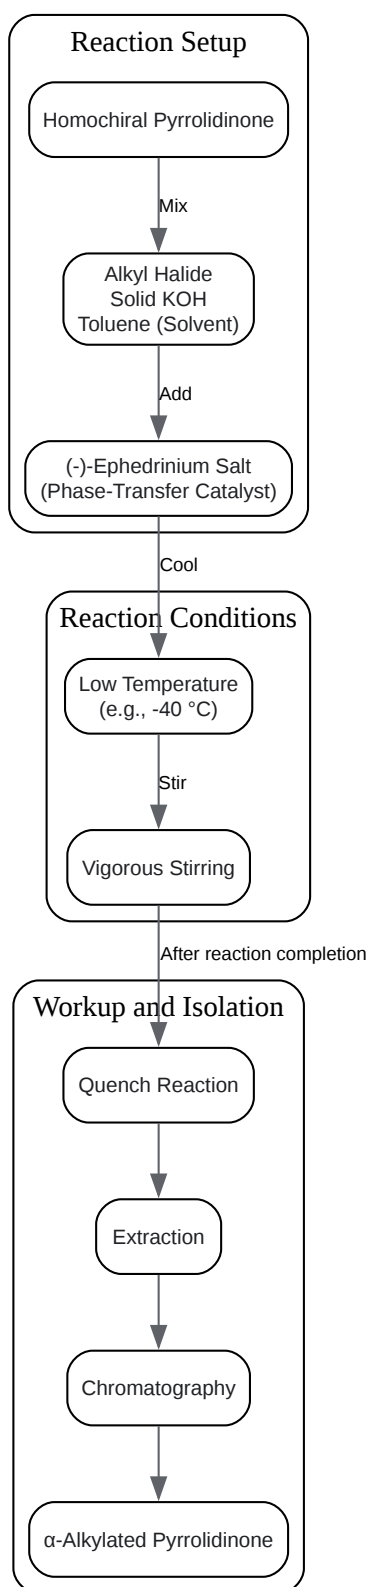 Reaction Setup
Homochiral Pyrrolidinone
Mix
Alkyl Halide
Solid KOH
Toluene (Solvent)
Add
(-)-Ephedrinium Salt
(Phase-Transfer Catalyst)
Cool
Reaction Conditions
Low Temperature
(e.g., -40 °C)
Stir
Vigorous Stirring
After reaction completion
Workup and Isolation
Quench Reaction
Extraction
Chromatography
α-Alkylated Pyrrolidinone